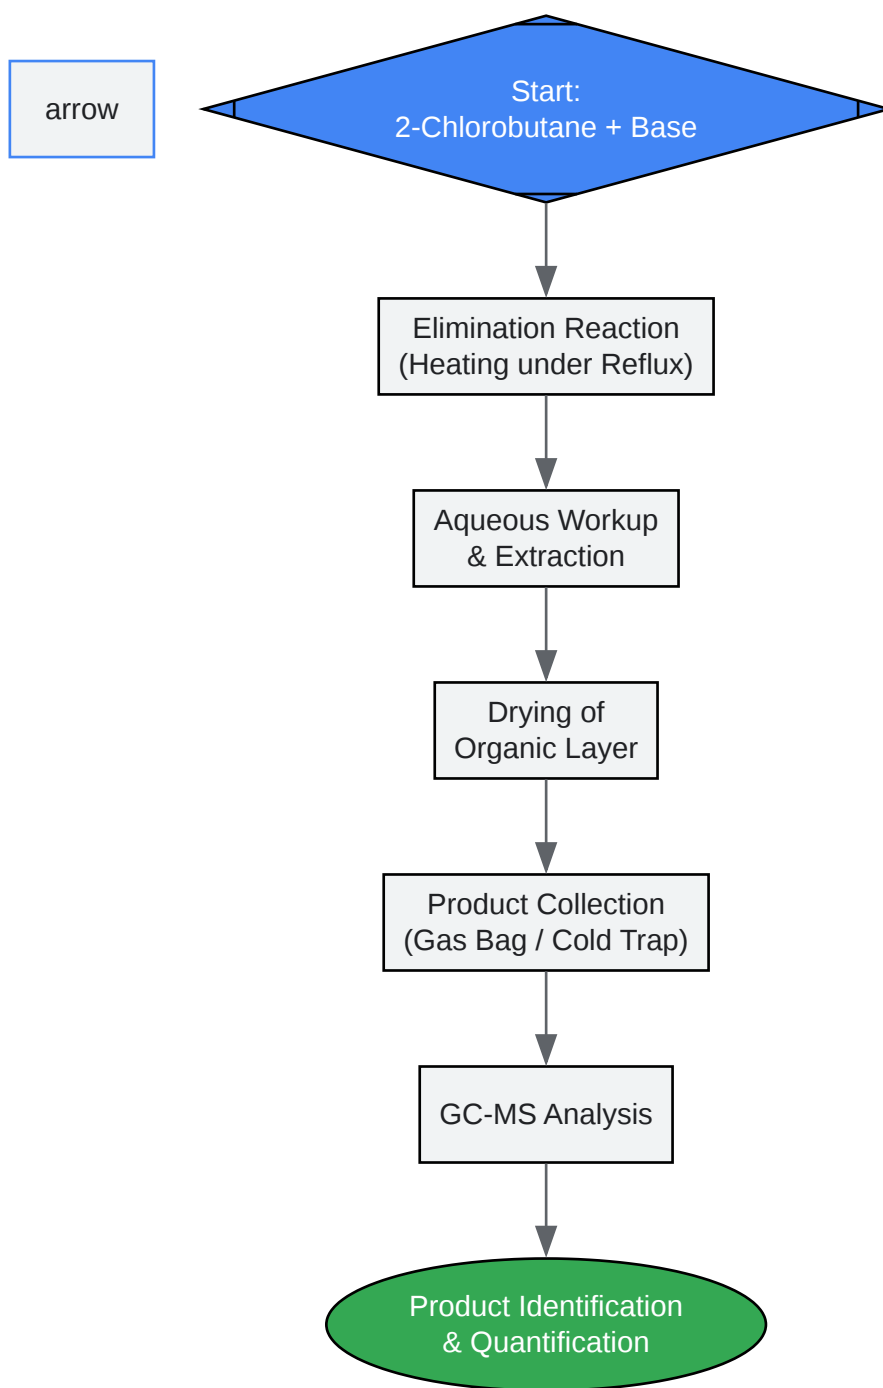 arrow
Start:
2-Chlorobutane + Base
Elimination Reaction
(Heating under Reflux)
Aqueous Workup
& Extraction
Drying of
Organic Layer
Product Collection
(Gas Bag / Cold Trap)
GC-MS Analysis
Product Identification
& Quantification